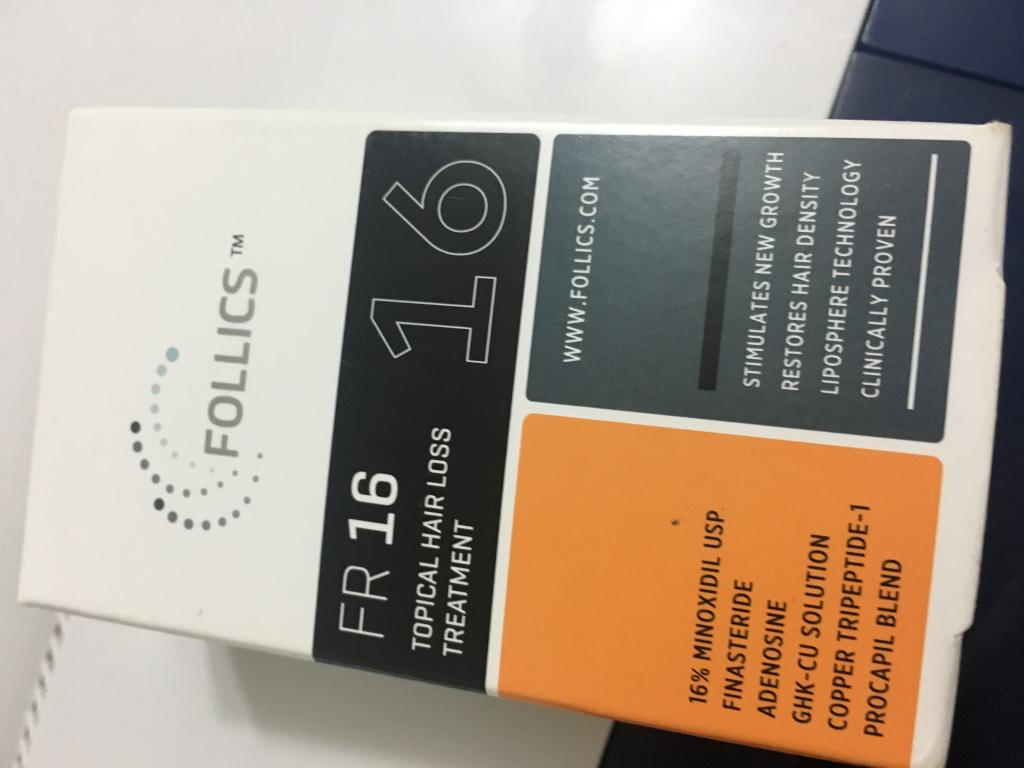 FOLLICS™
FR 16
TOPICAL HAIR LOSS
TREATMENT
16
16% MINOXIDIL USP
FINASTERIDE
ADENOSINE
GHK-CU SOLUTION
COPPER TRIPEPTIDE-1
PROCAPIL BLEND
WWW.FOLLICS.COM
STIMULATES NEW GROWTH
RESTORES HAIR DENSITY
LIPOSPHERE TECHNOLOGY
CLINICALLY PROVEN